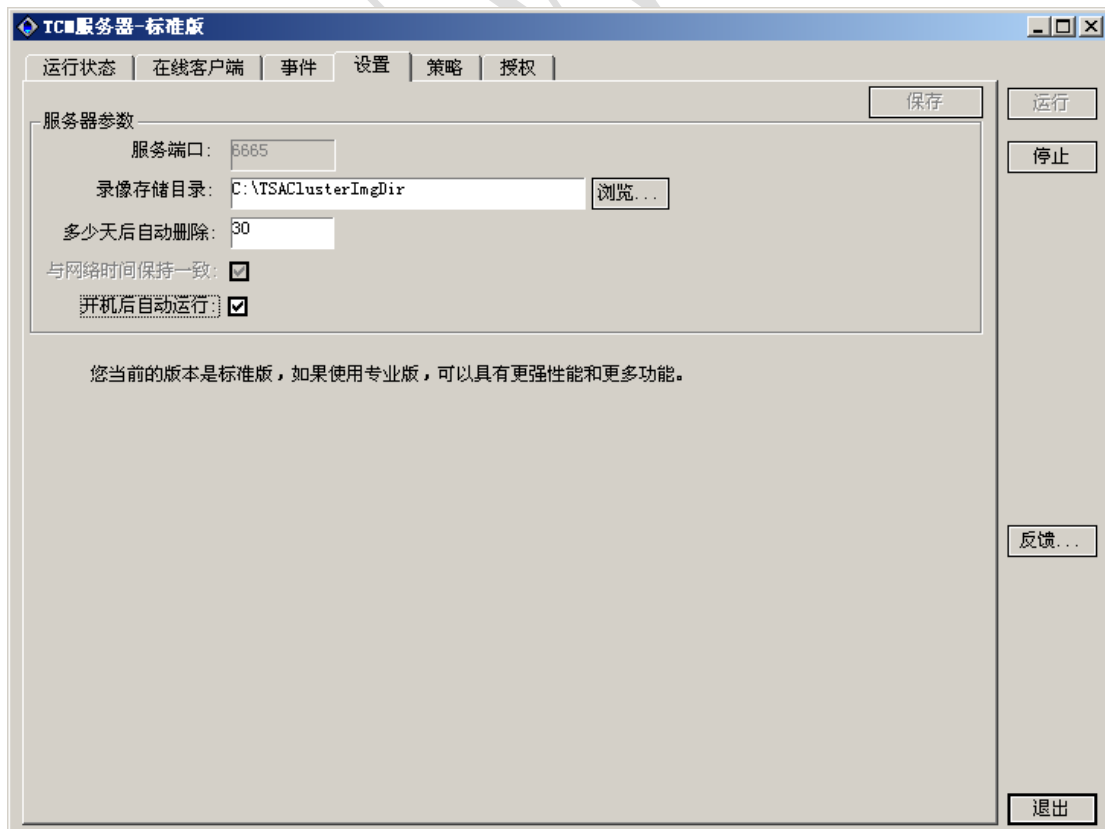 TCM服务器-标准版
运行状态 在线客户端 事件 设置 策略 授权
保存
运行
服务器参数
服务端口: 6665
停止
录像存储目录: C:\TSAClusterImgDir 浏览...
多少天后自动删除: 30
与网络时间保持一致:
开机后自动运行:
您当前的版本是标准版，如果使用专业版，可以具有更强性能和更多功能。
反馈...
退出